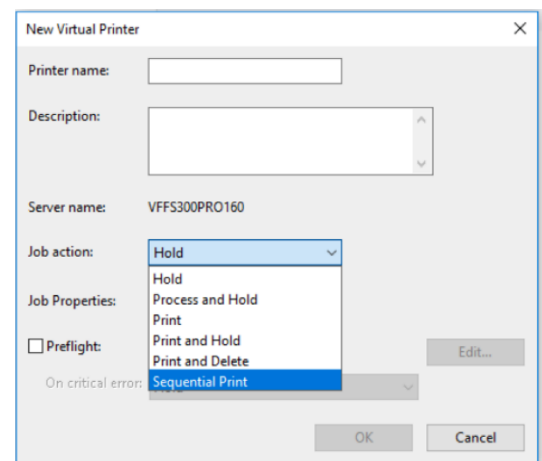 New Virtual Printer
Printer name:
Description:
Server name: VFFS300PRO160
Job action: Hold
Hold
Job Properties: Process and Hold
Print
Preflight: Print and Hold
Edit...
Print and Delete
On critical error: Sequential Print
OK Cancel